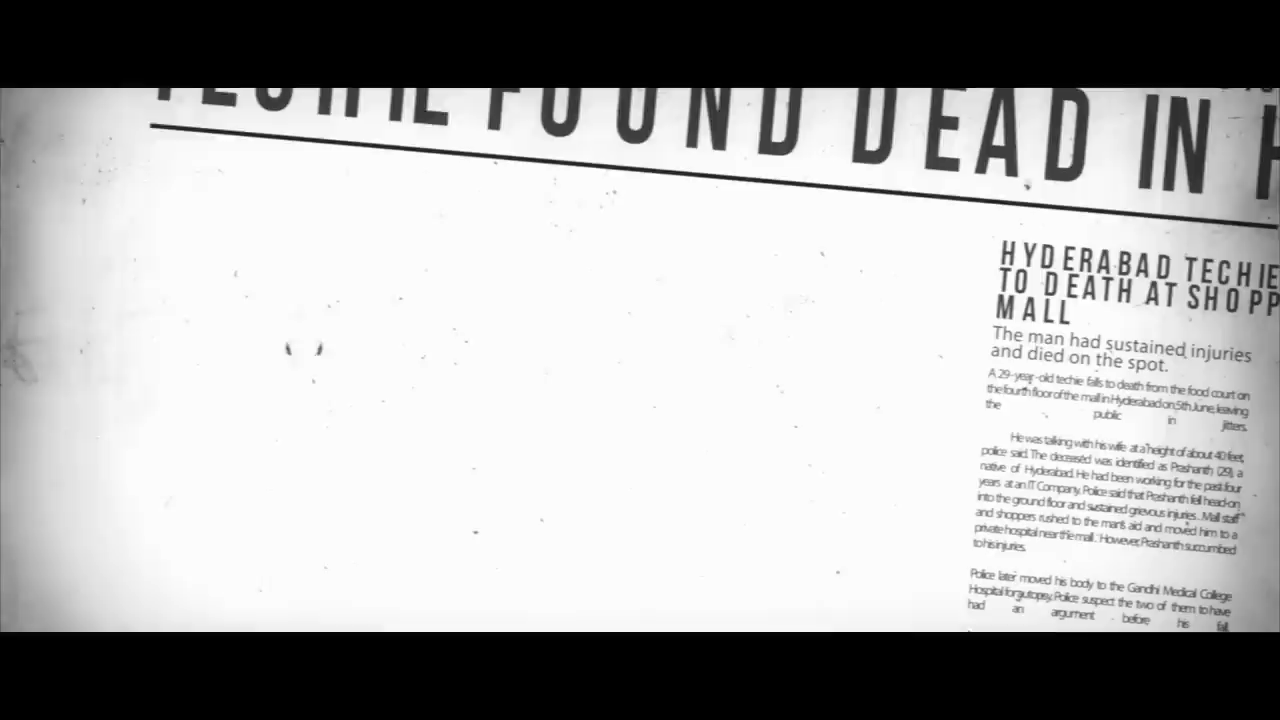 TECHIE FOUND DEAD IN H
HYDERABAD TECHIE
TO DEATH AT SHOPP
MALL
The man had sustained injuries
and died on the spot.
A 29-year-old techie falls to death from the food court on
the fourth floor of the mall in Hyderabad on 5th June, leaving
the public in jitters.
He was talking with his wife at a height of about 40 feet,
police said. The deceased was identified as Prashanth (29), a
native of Hyderabad. He had been working for the past four
years at an IT Company. Police said that Prashanth fell head-on
into the ground floor and sustained grievous injuries. Mall staff
and shoppers rushed to the man's aid and moved him to a
private hospital near the mall. However, Prashanth succumbed
to his injuries.
Police later moved his body to the Gandhi Medical College
Hospital for autopsy. Police suspect the two of them to have
had an argument before his fall.